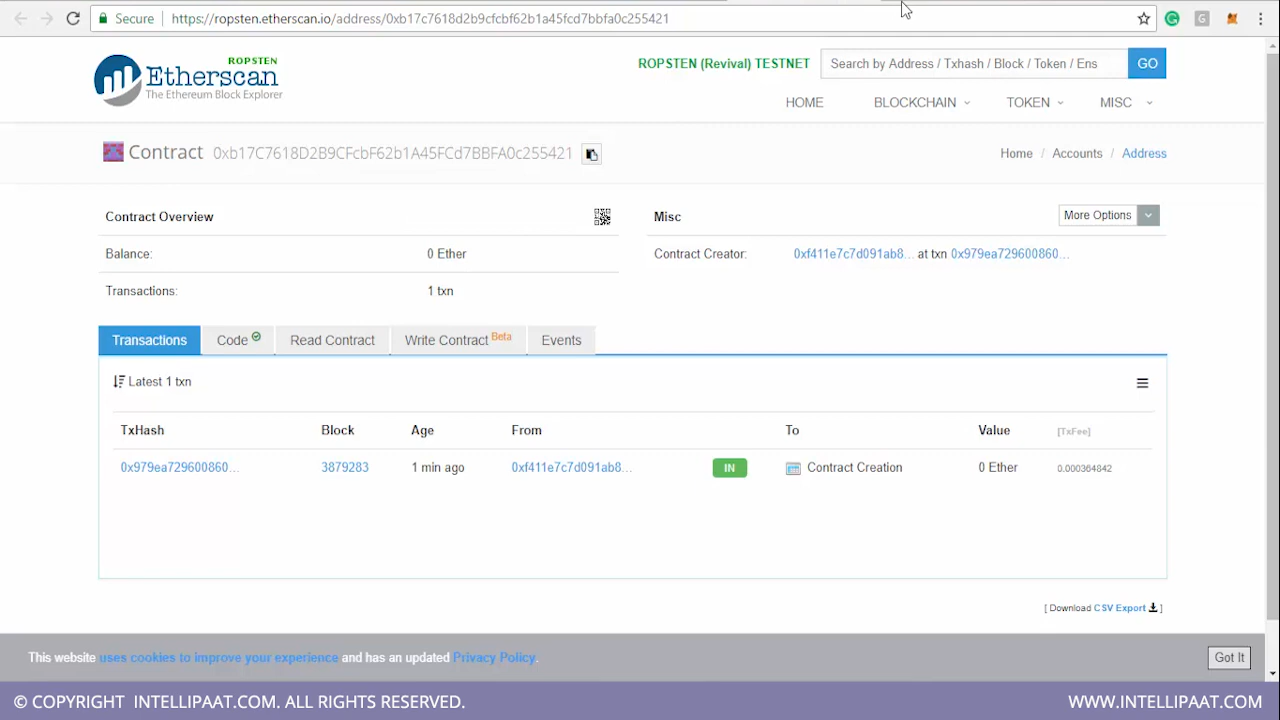 Secure https://ropsten.etherscan.io/address/0xb17c7618d2b9cfcbf62b1a45fcd7bbfa0c255421
ROPSTEN
Etherscan
The Ethereum Block Explorer
ROPSTEN (Revival) TESTNET
Search by Address / Txhash / Block / Token / Ens
GO
HOME BLOCKCHAIN TOKEN MISC
Contract 0xb17C7618D2B9CFcbF62b1A45FCd7BBFA0c255421
Home / Accounts / Address
Contract Overview
Misc
More Options
Balance: 0 Ether
Contract Creator: 0xf411e7c7d091ab8... at txn 0x979ea729600860...
Transactions: 1 txn
Transactions Code Read Contract Write Contract Beta Events
Latest 1 txn
TxHash Block Age From To Value [TxFee]
0x979ea729600860... 3879283 1 min ago 0xf411e7c7d091ab8... IN Contract Creation 0 Ether 0.000364842
[ Download CSV Export ]
This website uses cookies to improve your experience and has an updated Privacy Policy.
Got It
© COPYRIGHT INTELLIPAAT.COM. ALL RIGHTS RESERVED.
WWW.INTELLIPAAT.COM